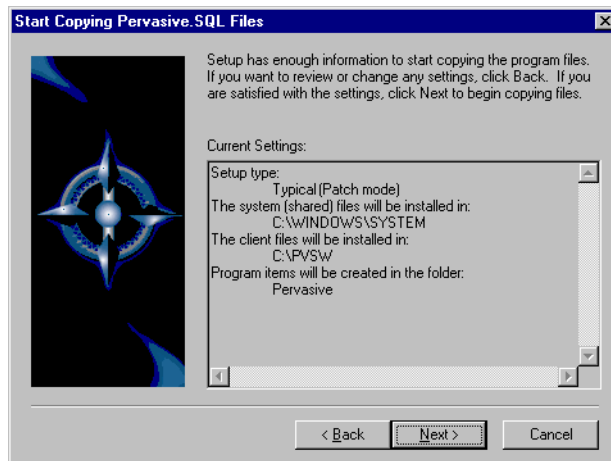 Start Copying Pervasive.SQL Files
Setup has enough information to start copying the program files.
If you want to review or change any settings, click Back. If you
are satisfied with the settings, click Next to begin copying files.
Current Settings:
Setup type:
Typical (Patch mode)
The system (shared) files will be installed in:
C:\WINDOWS\SYSTEM
The client files will be installed in:
C:\PVSW
Program items will be created in the folder:
Pervasive
< Back
Next >
Cancel